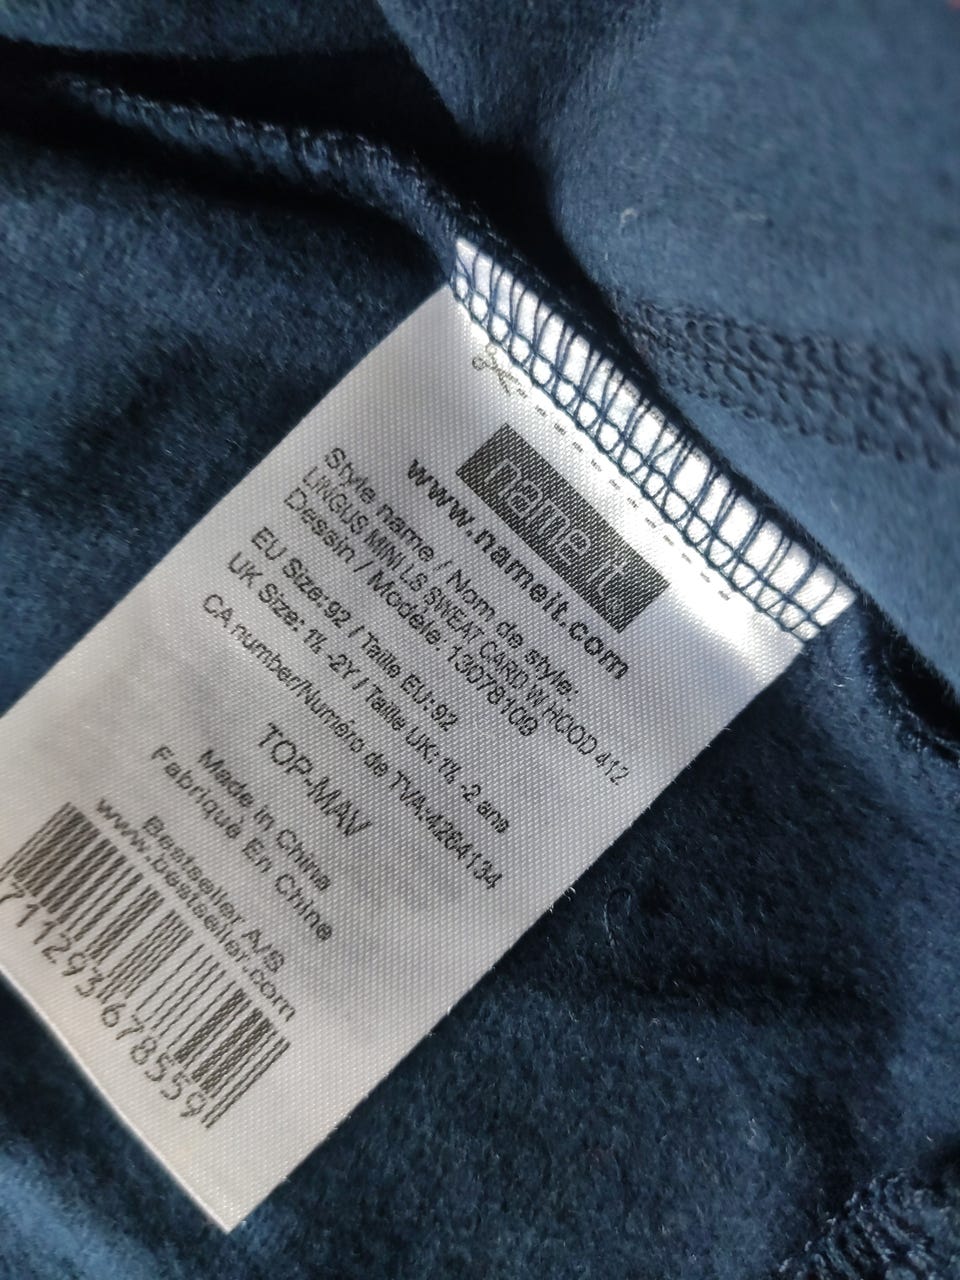 name it
www.nameit.com
Style name / Nom de style:
LINGUS MINI LS SWEAT CARD W HOOD 412
Dessin / Modèle: 13078109
EU Size:92 / Taille EU:92
UK Size: 1½ -2Y / Taille UK: 1½ -2 ans
CA number/Numéro de TVA:4264134
TOP-MAV
Made in China
Fabriqué En Chine
Bestseller A/S
www.bestseller.com
711293678559